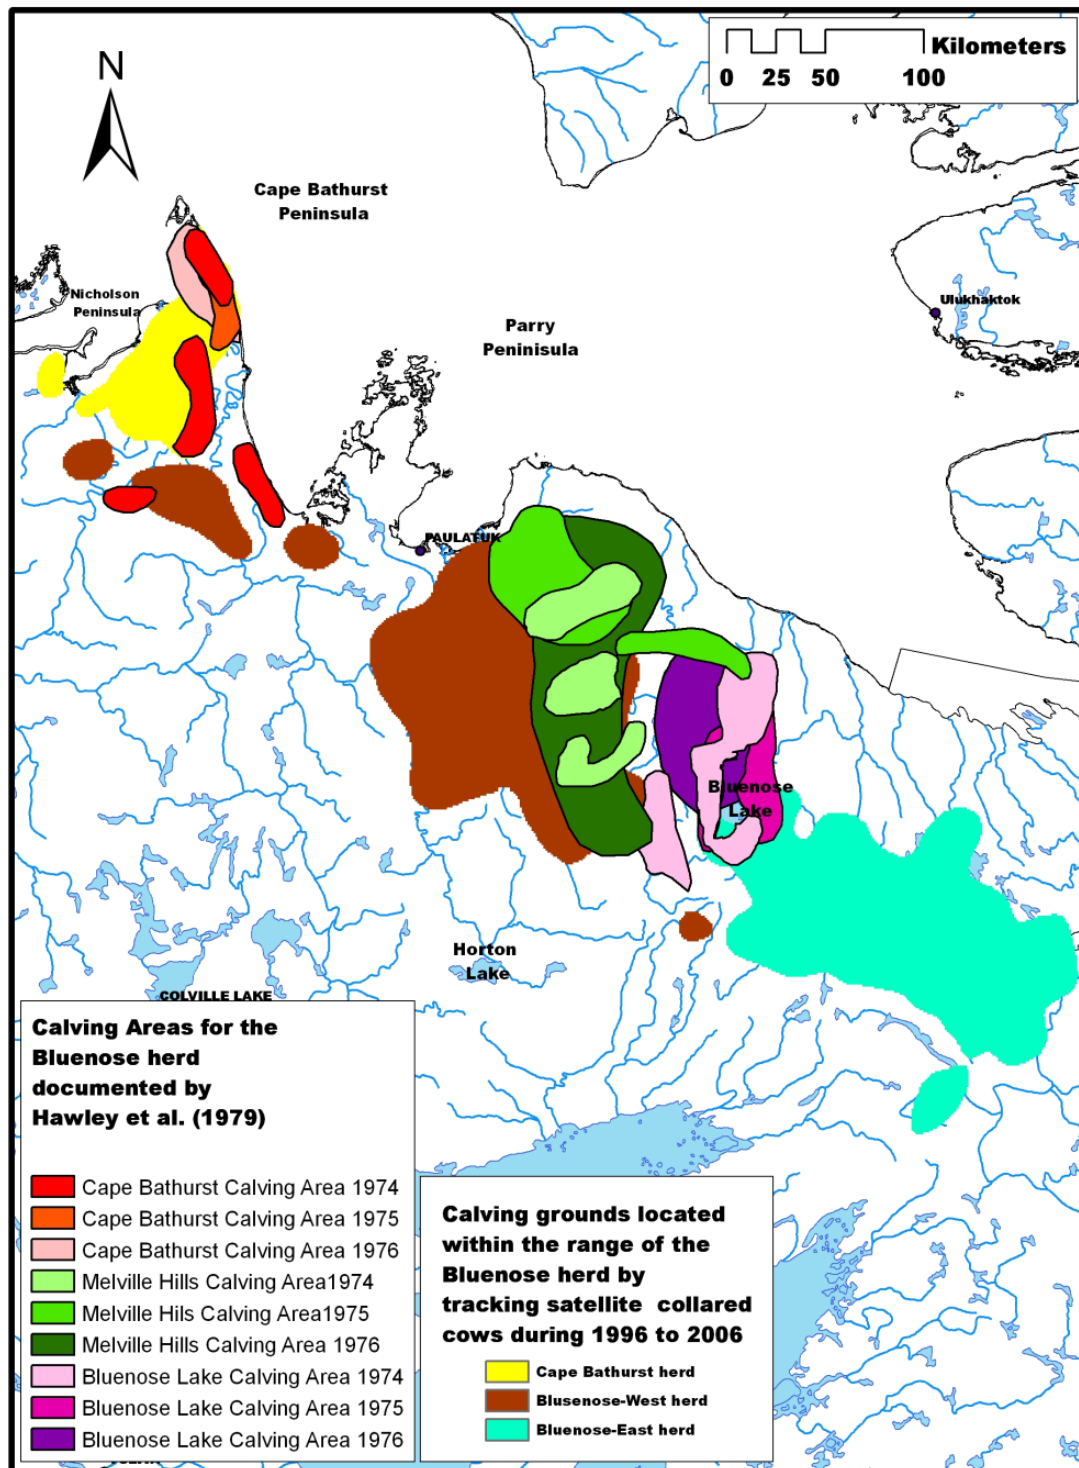 Kilometers
0 25 50 100
N
Cape Bathurst
Peninsula
Nicholson
Peninsula
Ulukhaktok
Parry
Peninisula
PAULATUK
Bluenose
Lake
Horton
Lake
COLVILLE LAKE
Calving Areas for the
Bluenose herd
documented by
Hawley et al. (1979)
Cape Bathurst Calving Area 1974
Cape Bathurst Calving Area 1975
Cape Bathurst Calving Area 1976
Melville Hills Calving Area1974
Melville Hils Calving Area1975
Melville Hills Calving Area 1976
Bluenose Lake Calving Area 1974
Bluenose Lake Calving Area 1975
Bluenose Lake Calving Area 1976
Calving grounds located
within the range of the
Bluenose herd by
tracking satellite collared
cows during 1996 to 2006
Cape Bathurst herd
Blusenose-West herd
Bluenose-East herd